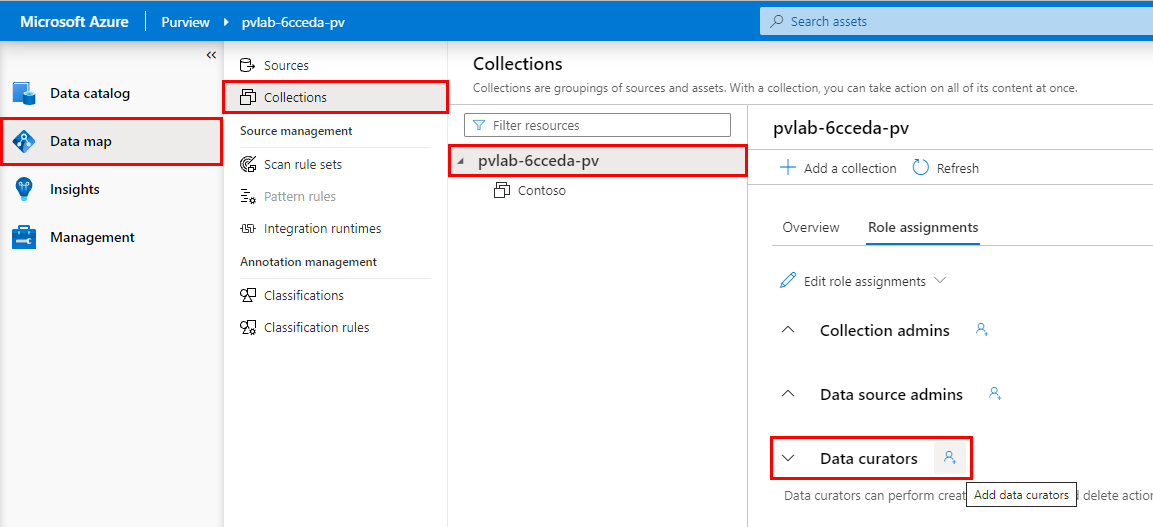 Microsoft Azure
Purview
pvlab-6cceda-pv
Search assets
Data catalog
Data map
Insights
Management
Sources
Collections
Source management
Scan rule sets
Pattern rules
Integration runtimes
Annotation management
Classifications
Classification rules
Collections
Collections are groupings of sources and assets. With a collection, you can take action on all of its content at once.
Filter resources
pvlab-6cceda-pv
Contoso
pvlab-6cceda-pv
Add a collection
Refresh
Overview
Role assignments
Edit role assignments
Collection admins
Data source admins
Data curators
Add data curators
Data curators can perform creat d delete action